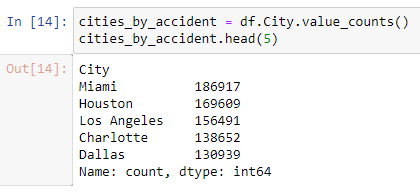 In [14]: cities_by_accident = df.City.value_counts()
cities_by_accident.head(5)
Out[14]: City
Miami 186917
Houston 169609
Los Angeles 156491
Charlotte 138652
Dallas 130939
Name: count, dtype: int64